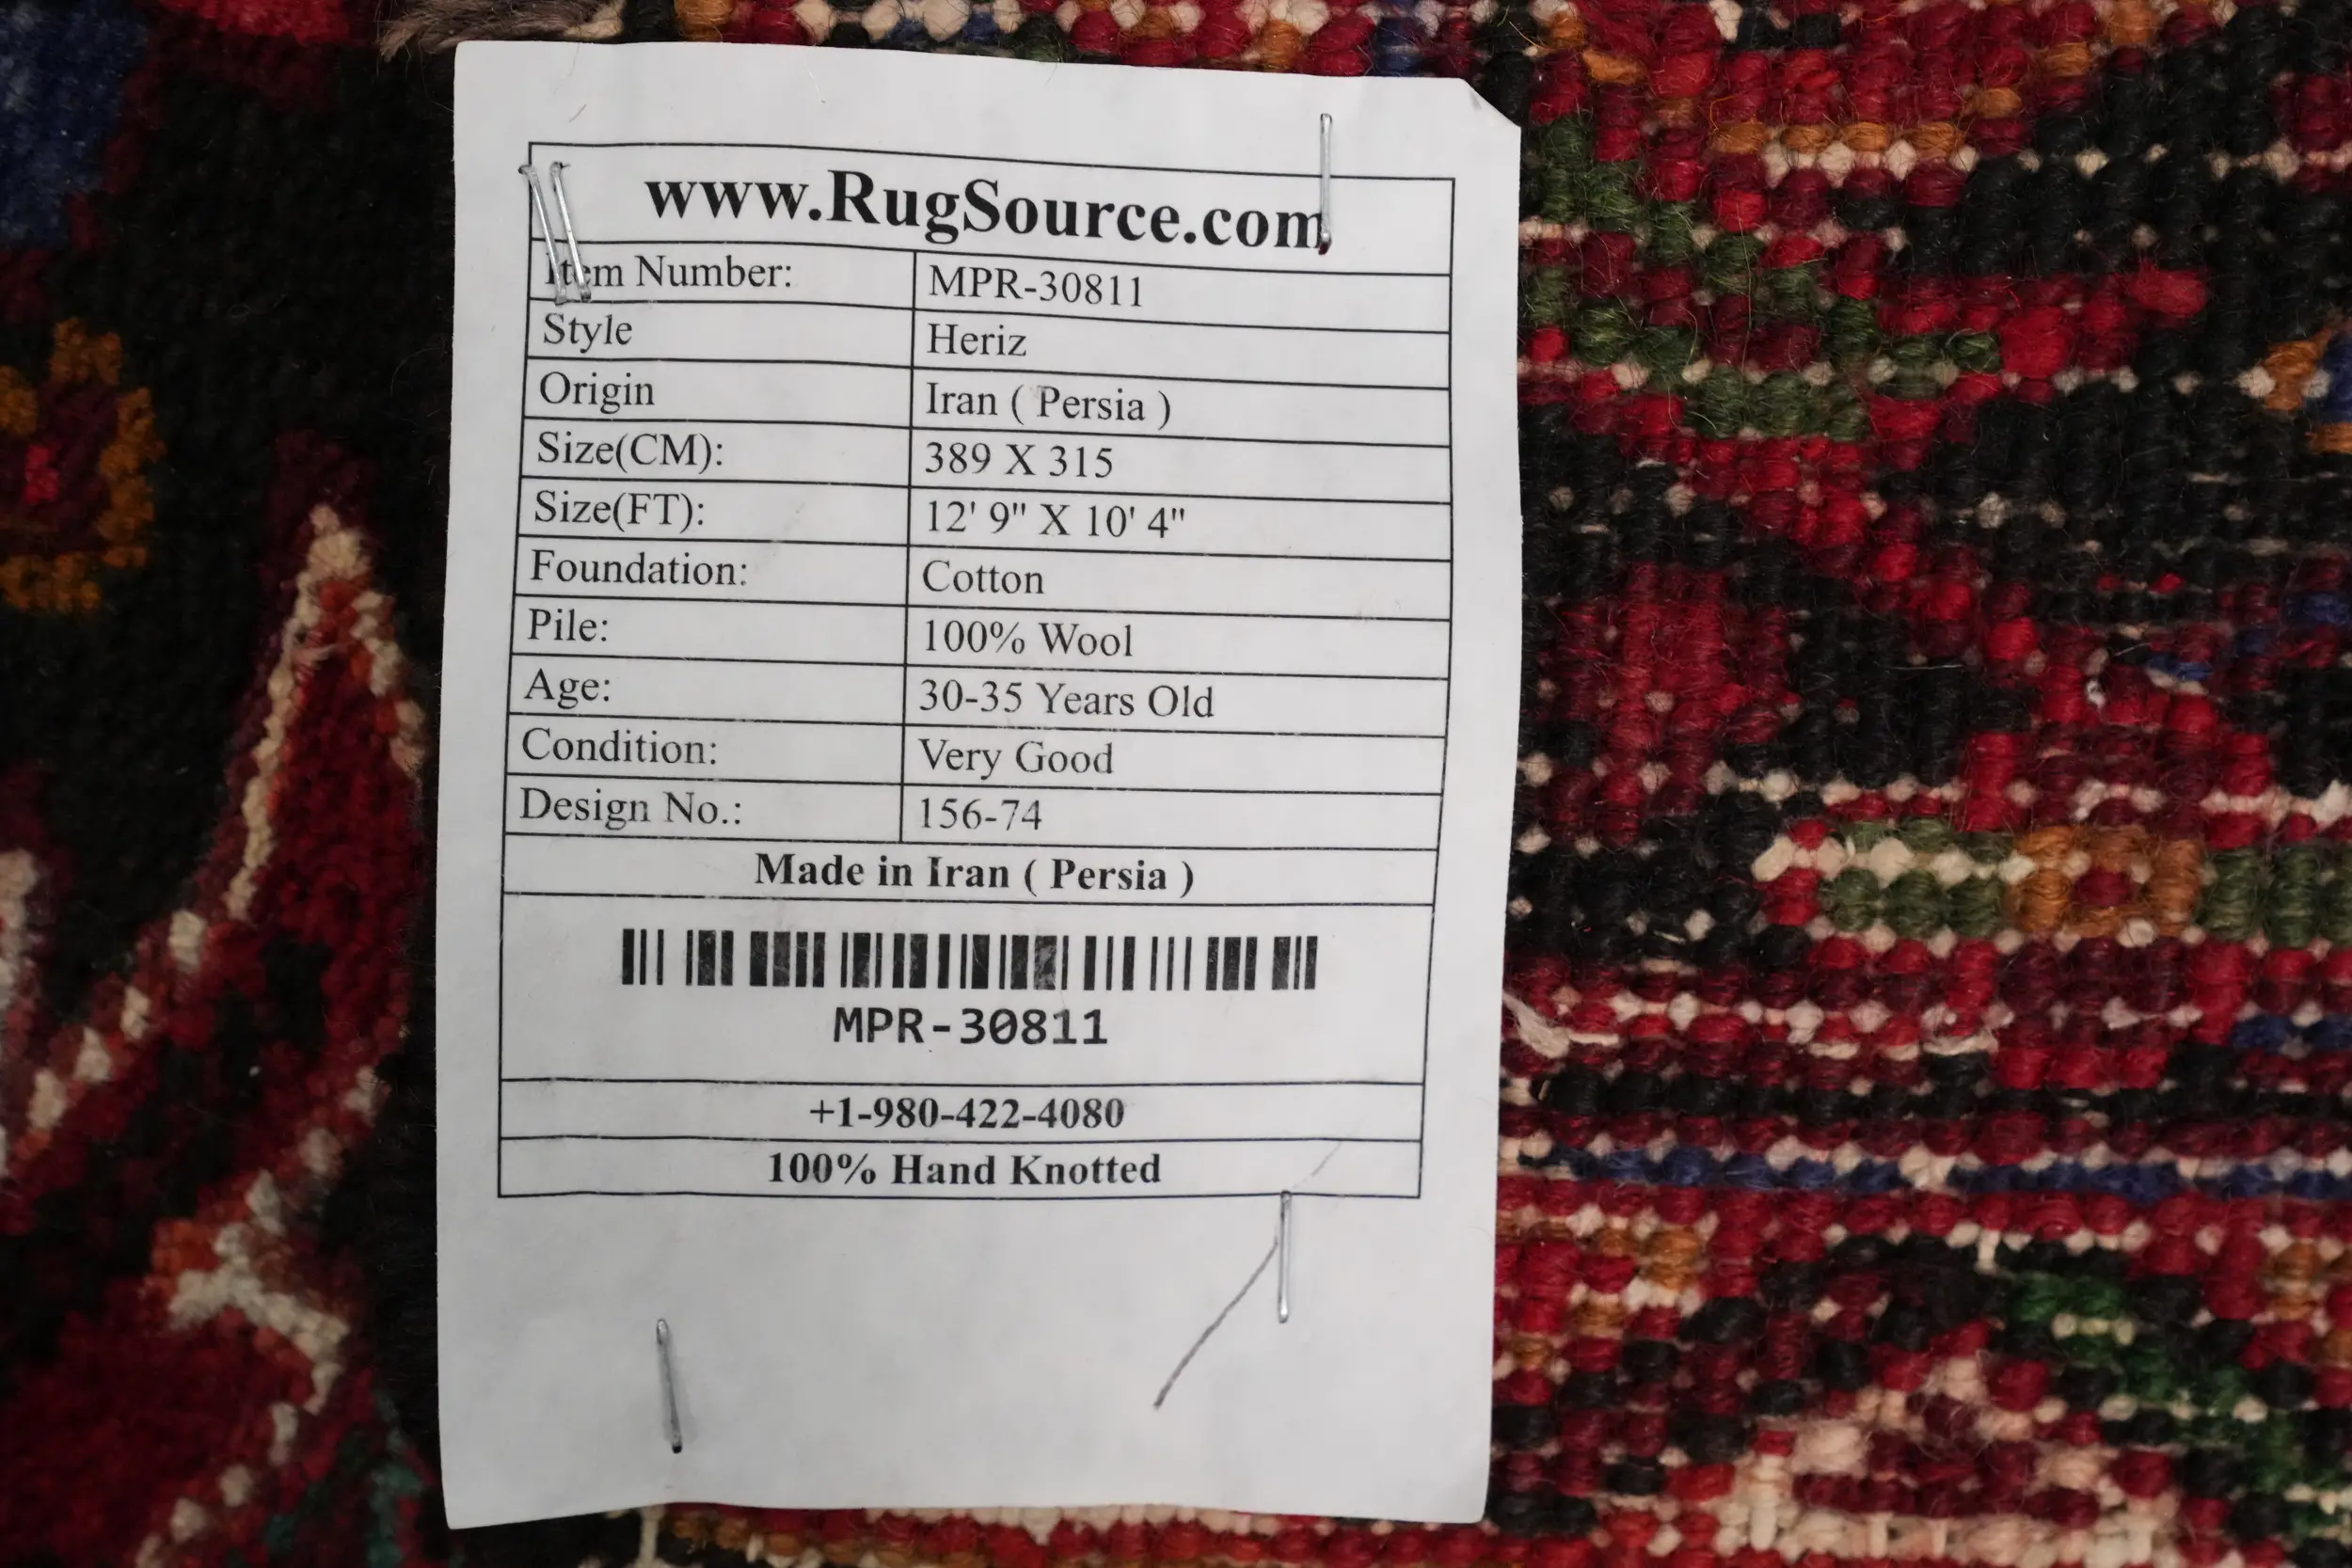 www.RugSource.com
Item Number: MPR-30811
Style Heriz
Origin Iran ( Persia )
Size(CM): 389 X 315
Size(FT): 12' 9" X 10' 4"
Foundation: Cotton
Pile: 100% Wool
Age: 30-35 Years Old
Condition: Very Good
Design No.: 156-74
Made in Iran ( Persia )
MPR-30811
+1-980-422-4080
100% Hand Knotted